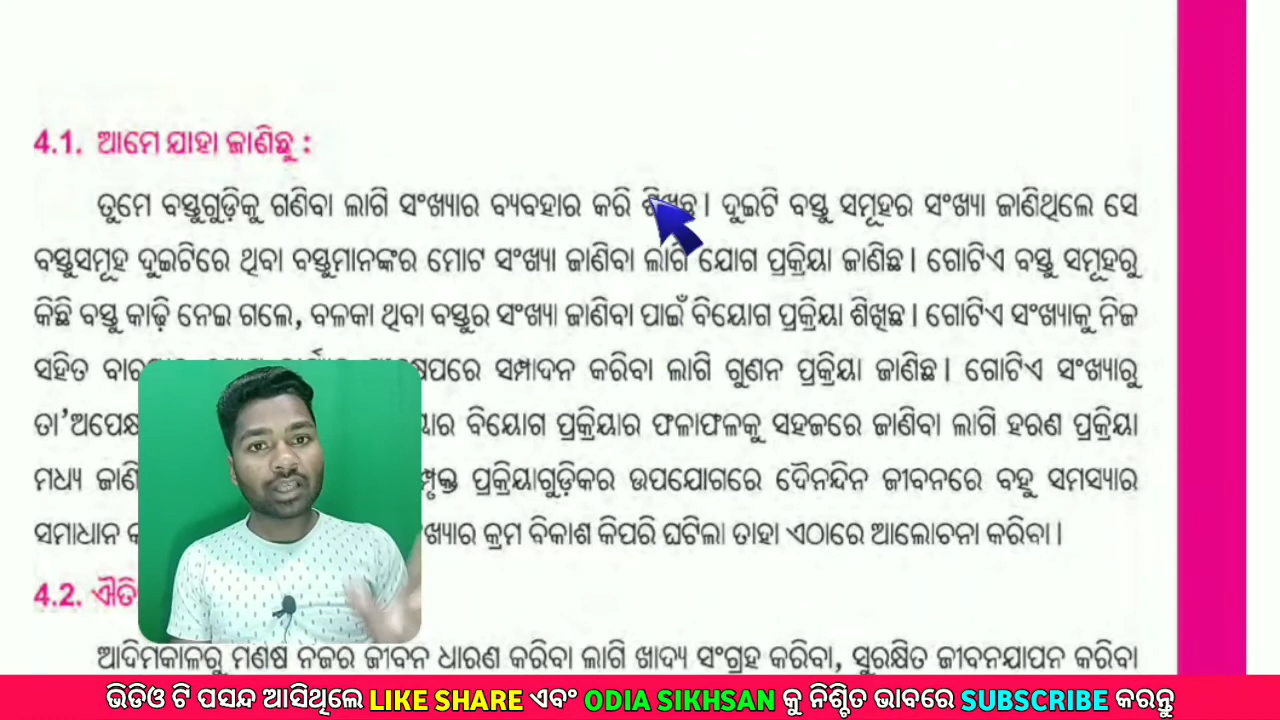 4.1. ଆମେ ଯାହା ଜାଣିଛୁ :
ତୁମେ ବସ୍ତୁଗୁଡ଼ିକୁ ଗଣିବା ଲାଗି ସଂଖ୍ୟାର ବ୍ୟବହାର କରି ଶିଖିଛ। ଦୁଇଟି ବସ୍ତୁ ସମୂହର ସଂଖ୍ୟା ଜାଣିଥିଲେ ସେ
ବସ୍ତୁସମୂହ ଦୁଇଟିରେ ଥିବା ବସ୍ତୁମାନଙ୍କର ମୋଟ ସଂଖ୍ୟା ଜାଣିବା ଲାଗି ଯୋଗ ପ୍ରକ୍ରିୟା ଜାଣିଛ। ଗୋଟିଏ ବସ୍ତୁ ସମୂହରୁ
କିଛି ବସ୍ତୁ କାଢ଼ି ନେଇ ଗଲେ, ବଳକା ଥିବା ବସ୍ତୁର ସଂଖ୍ୟା ଜାଣିବା ପାଇଁ ବିୟୋଗ ପ୍ରକ୍ରିୟା ଶିଖିଛ। ଗୋଟିଏ ସଂଖ୍ୟାକୁ ନିଜ
ସହିତ ସମ୍ପାଦନ କରିବା ଲାଗି ଗୁଣନ ପ୍ରକ୍ରିୟା ଜାଣିଛ। ଗୋଟିଏ ସଂଖ୍ୟାରୁ
ତା'ଅପେକ୍ଷ ବିୟୋଗ ପ୍ରକ୍ରିୟାର ଫଳାଫଳକୁ ସହଜରେ ଜାଣିବା ଲାଗି ହରଣ ପ୍ରକ୍ରିୟା
ମଧ୍ୟ ପ୍ରକ୍ରିୟାଗୁଡ଼ିକର ଉପଯୋଗରେ ଦୈନନ୍ଦିନ ଜୀବନରେ ବହୁ ସମସ୍ୟାର
ସମାଧାନ କ୍ରମ ବିକାଶ କିପରି ଘଟିଲା ତାହା ଏଠାରେ ଆଲୋଚନା କରିବା।
4.2. ଐତି
ଆଦିମକାଳରୁ ମଣିଷ ନିଜର ଜୀବନ ଧାରଣ କରିବା ଲାଗି ଖାଦ୍ୟ ସଂଗ୍ରହ କରିବା, ସୁରକ୍ଷିତ ଜୀବନଯାପନ କରିବା
ଭିଡିଓ ଟି ପସନ୍ଦ ଆସିଥିଲେ LIKE SHARE ଏବଂ ODIA SIKHSAN କୁ ନିଶ୍ଚିତ ଭାବରେ SUBSCRIBE କରନ୍ତୁ